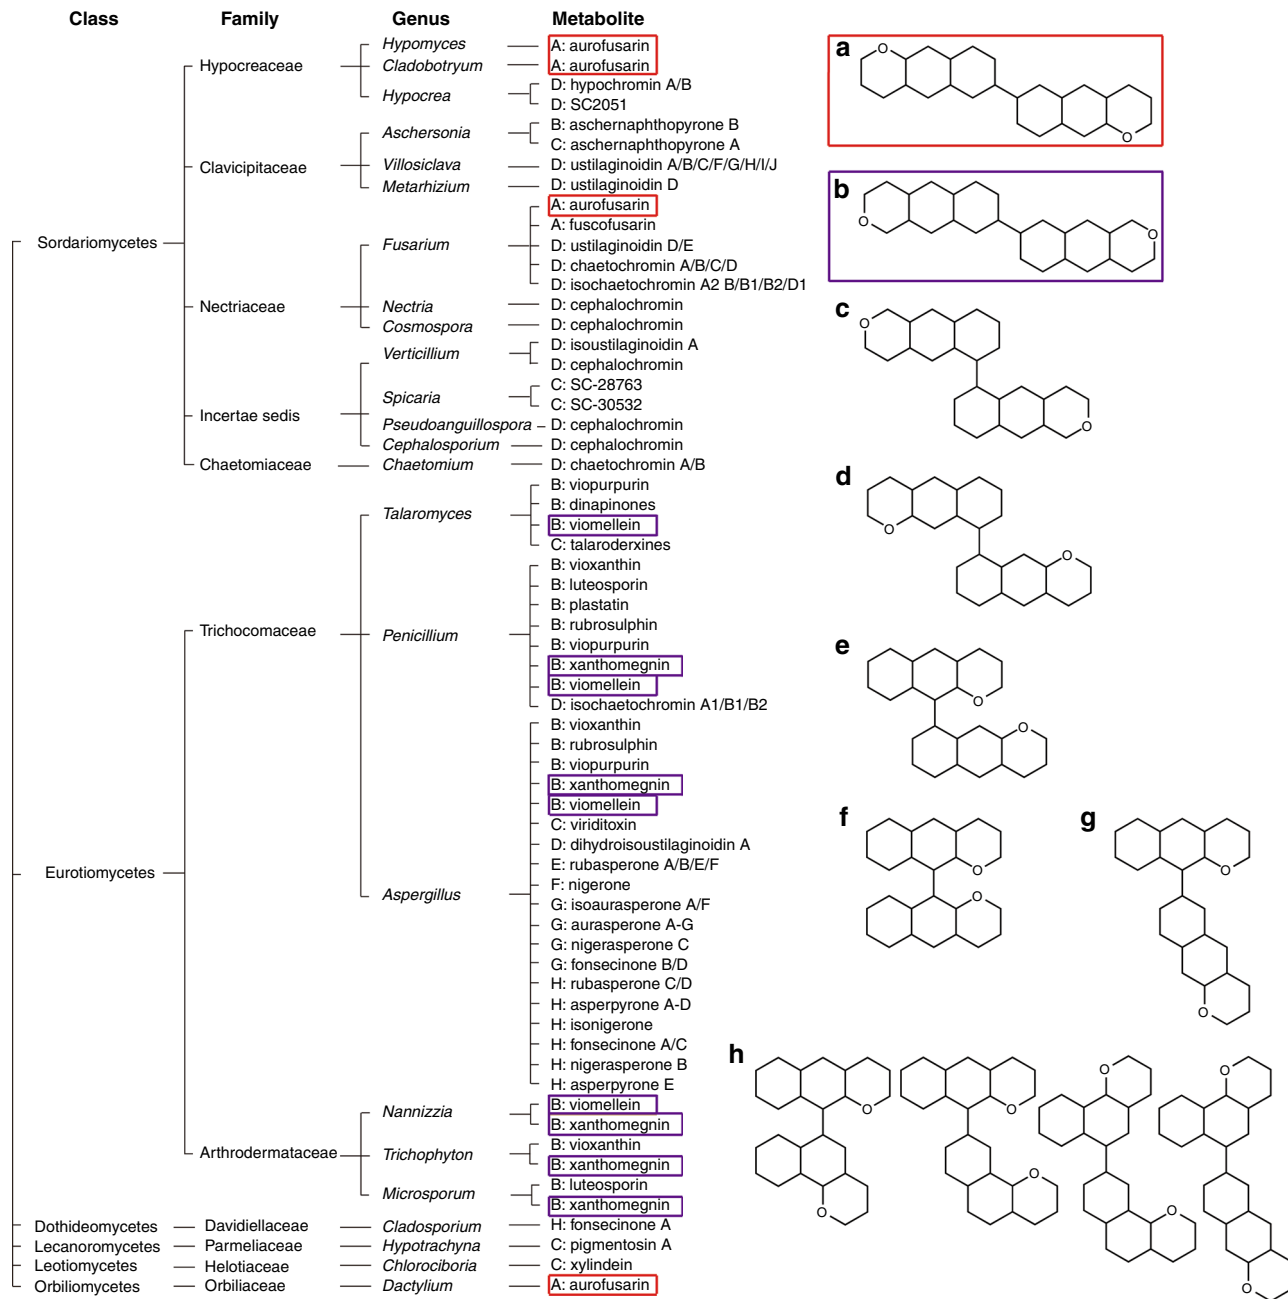 Class Family Genus Metabolite
Hypomyces A: aurofusarin
Hypocreaceae Cladobotryum A: aurofusarin
Hypocrea D: hypochromin A/B
D: SC2051
Aschersonia B: aschernaphthopyrone B
C: aschernaphthopyrone A
Clavicipitaceae Villosiclava D: ustilaginoidin A/B/C/F/G/H/I/J
Metarhizium D: ustilaginoidin D
A: aurofusarin
A: fuscofusarin
Sordariomycetes Fusarium D: ustilaginoidin D/E
D: chaetochromin A/B/C/D
D: isochaetochromin A2 B/B1/B2/D1
Nectriaceae Nectria D: cephalochromin
Cosmospora D: cephalochromin
Verticillium D: isoustilaginoidin A
D: cephalochromin
Spicaria C: SC-28763
C: SC-30532
Incertae sedis Pseudoanguillospora D: cephalochromin
Cephalosporium D: cephalochromin
Chaetomiaceae Chaetomium D: chaetochromin A/B
B: viopurpurin
B: dinapinones
Talaromyces B: viomellein
C: talaroderxines
B: vioxanthin
B: luteosporin
B: plastatin
Trichocomaceae Penicillium B: rubrosulphin
B: viopurpurin
B: xanthomegnin
B: viomellein
D: isochaetochromin A1/B1/B2
B: vioxanthin
B: rubrosulphin
B: viopurpurin
B: xanthomegnin
B: viomellein
C: viriditoxin
D: dihydroisoustilaginoidin A
Eurotiomycetes E: rubasperone A/B/E/F
F: nigerone
Aspergillus G: isoaurasperone A/F
G: aurasperone A-G
G: nigerasperone C
G: fonsecinone B/D
H: rubasperone C/D
H: asperpyrone A-D
H: isonigerone
H: fonsecinone A/C
H: nigerasperone B
H: asperpyrone E
Nannizzia B: viomellein
B: xanthomegnin
Arthrodermataceae Trichophyton B: vioxanthin
B: xanthomegnin
Microsporum B: luteosporin
B: xanthomegnin
Dothideomycetes Davidiellaceae Cladosporium H: fonsecinone A
Lecanoromycetes Parmeliaceae Hypotrachyna C: pigmentosin A
Leotiomycetes Helotiaceae Chlorociboria C: xylindein
Orbiliomycetes Orbiliaceae Dactylium A: aurofusarin
a
O
O
b
O
O
c
O
O
d
O
O
e
O
O
f
O
O
g
O
O
h
O
O
O
O
O
O
O
O